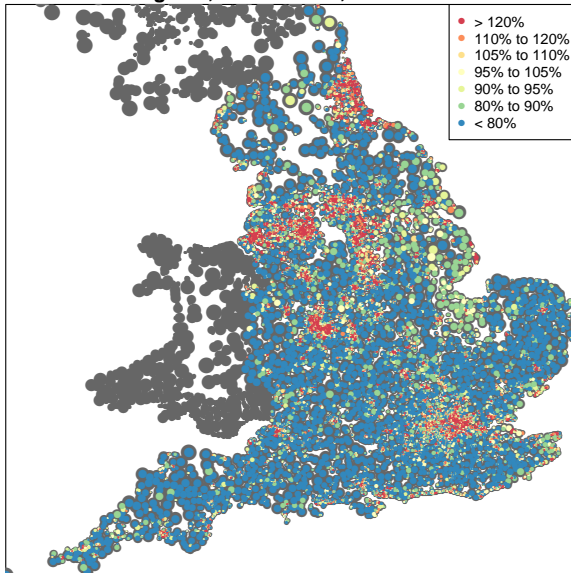 > 120%
110% to 120%
105% to 110%
95% to 105%
90% to 95%
80% to 90%
< 80%